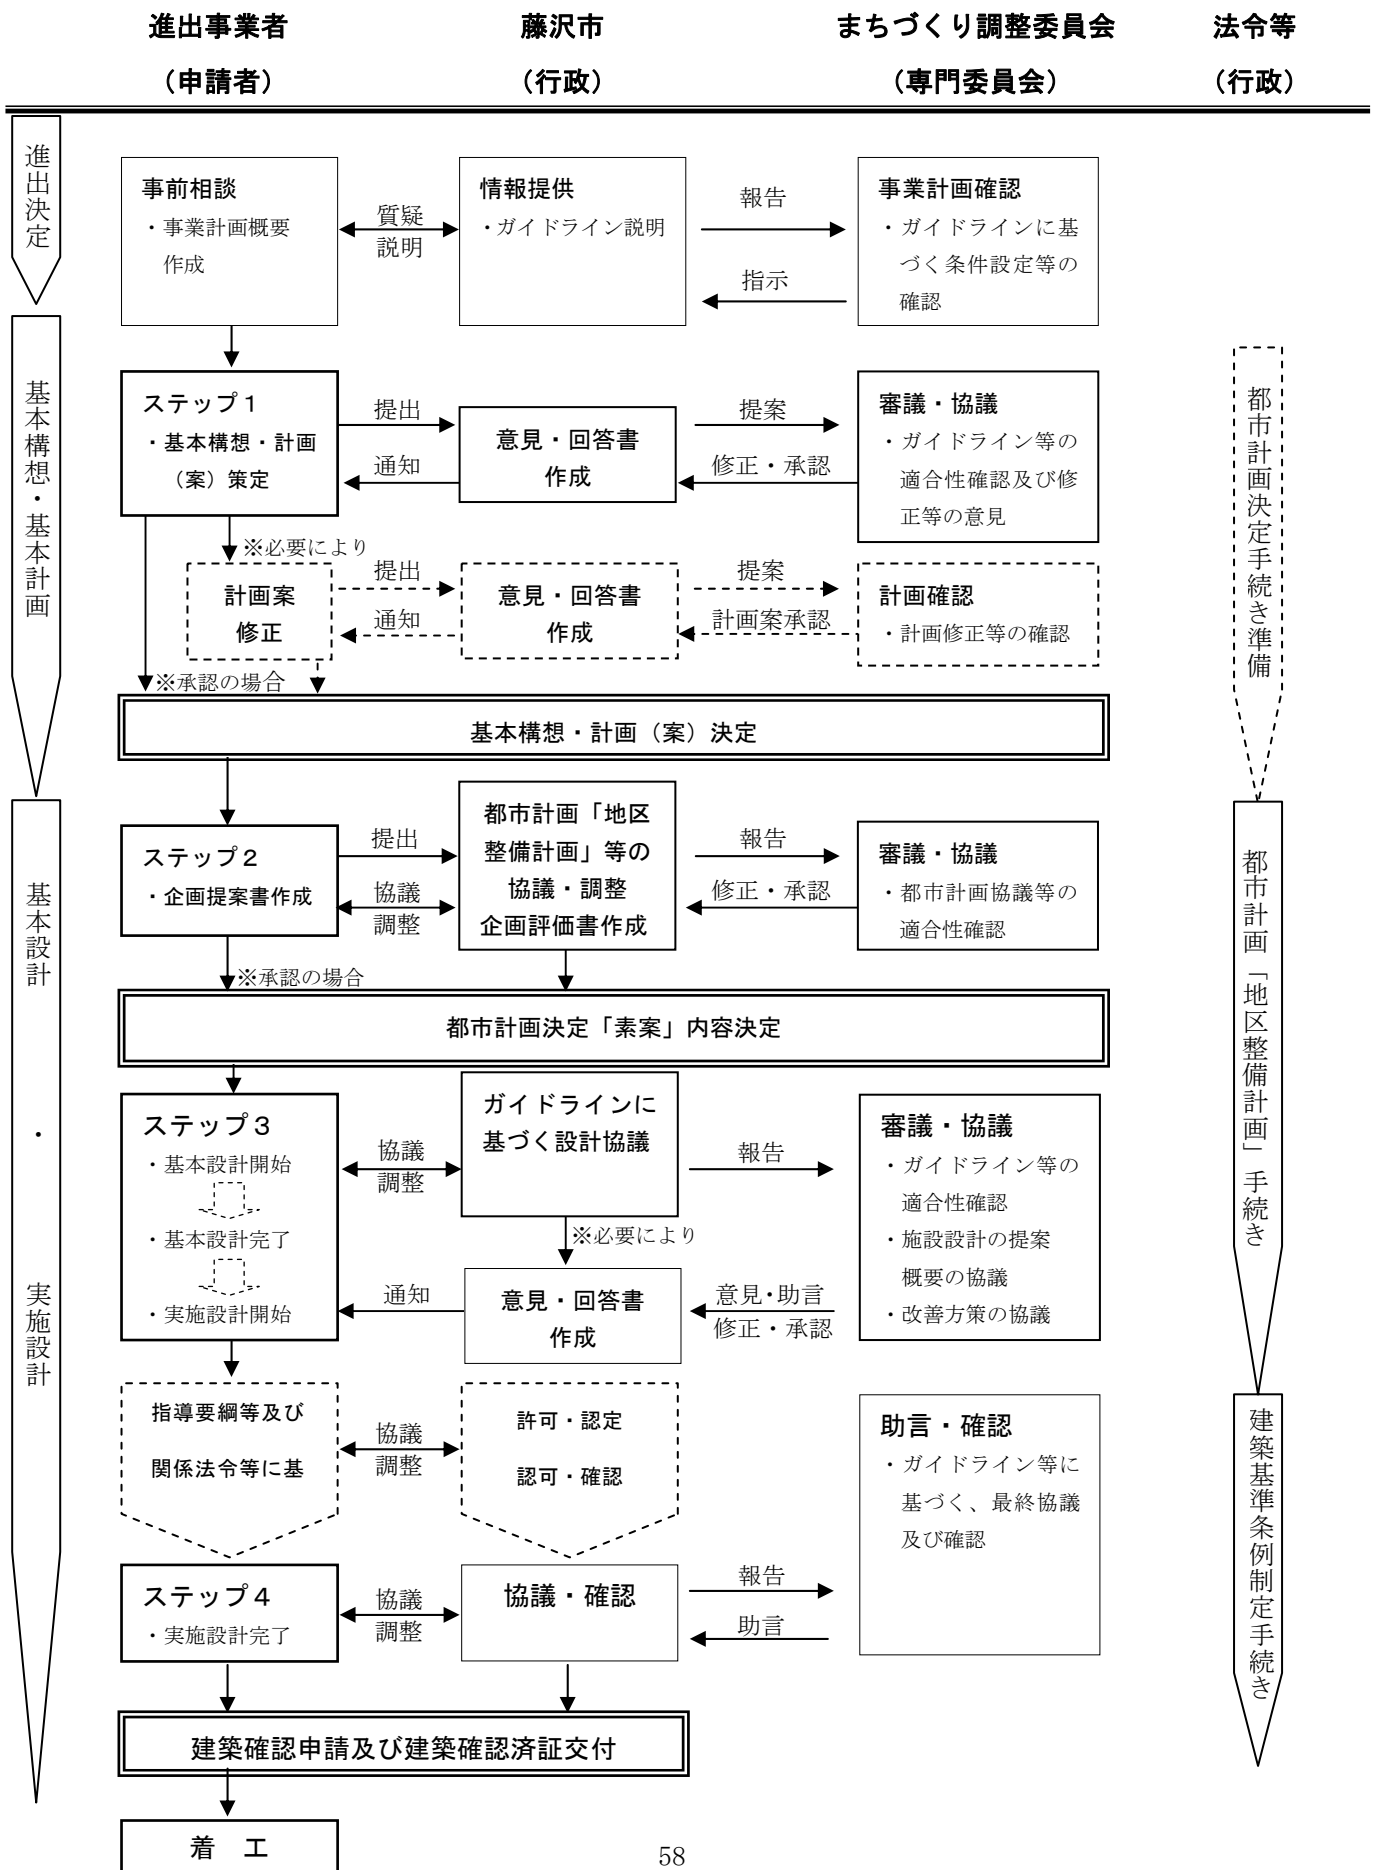 進出事業者
(申請者)
藤沢市
(行政)
まちづくり調整委員会
(専門委員会)
法令等
(行政)
進出決定
事前相談
・事業計画概要
作成
質疑
説明
情報提供
・ガイドライン説明
報告
指示
事業計画確認
・ガイドラインに基
づく条件設定等の
確認
基本構想・基本計画
ステップ1
・基本構想・計画
(案)策定
提出
通知
意見・回答書
作成
提案
修正・承認
審議・協議
・ガイドライン等の
適合性確認及び修
正等の意見
都市計画決定手続き準備
※必要により
計画案
修正
提出
通知
意見・回答書
作成
提案
計画案承認
計画確認
・計画修正等の確認
※承認の場合
基本構想・計画(案)決定
基本設計
・
実施設計
ステップ2
・企画提案書作成
提出
協議
調整
都市計画「地区
整備計画」等の
協議・調整
企画評価書作成
報告
修正・承認
審議・協議
・都市計画協議等の
適合性確認
都市計画「地区整備計画」手続き
※承認の場合
都市計画決定「素案」内容決定
ステップ3
・基本設計開始
・基本設計完了
・実施設計開始
協議
調整
通知
ガイドラインに
基づく設計協議
※必要により
意見・回答書
作成
報告
意見・助言
修正・承認
審議・協議
・ガイドライン等の
適合性確認
・施設設計の提案
概要の協議
・改善方策の協議
指導要綱等及び
関係法令等に基
協議
調整
許可・認定
認可・確認
助言・確認
・ガイドライン等に
基づく、最終協議
及び確認
建築基準条例制定手続き
ステップ4
・実施設計完了
協議
調整
協議・確認
報告
助言
建築確認申請及び建築確認済証交付
着 工
58